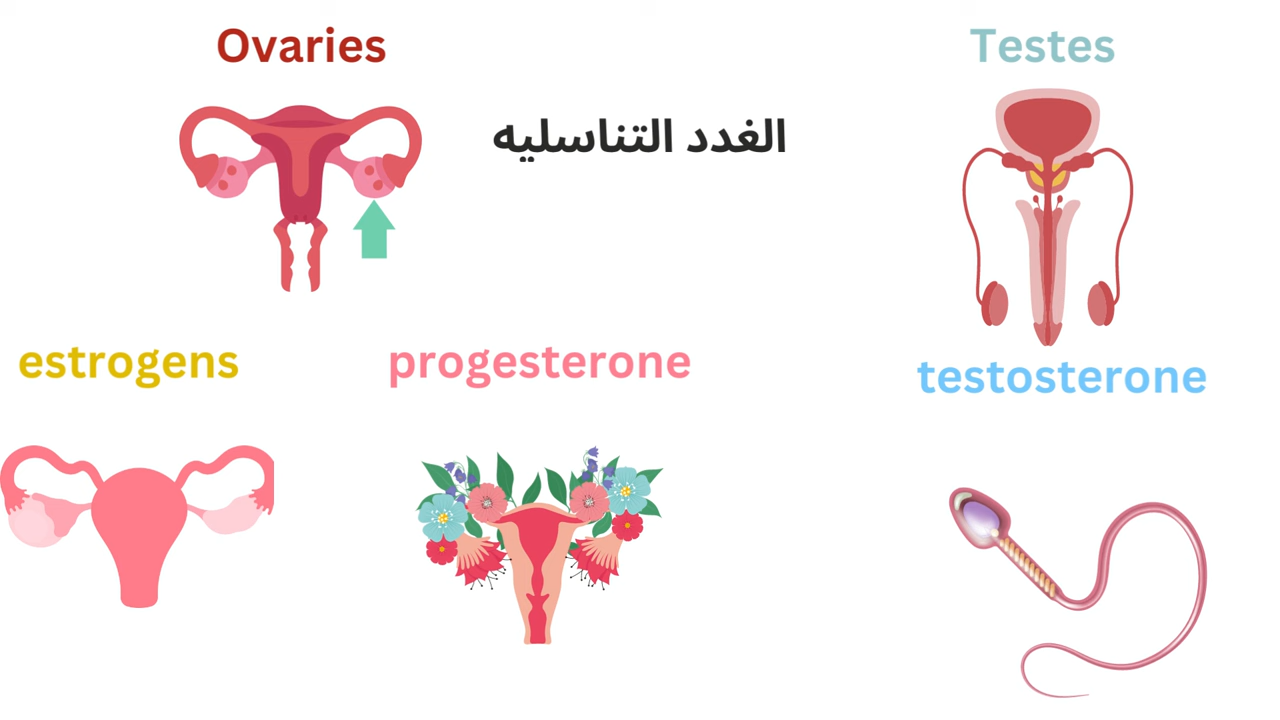 Ovaries
Testes
الغدد التناسليه
estrogens
progesterone
testosterone